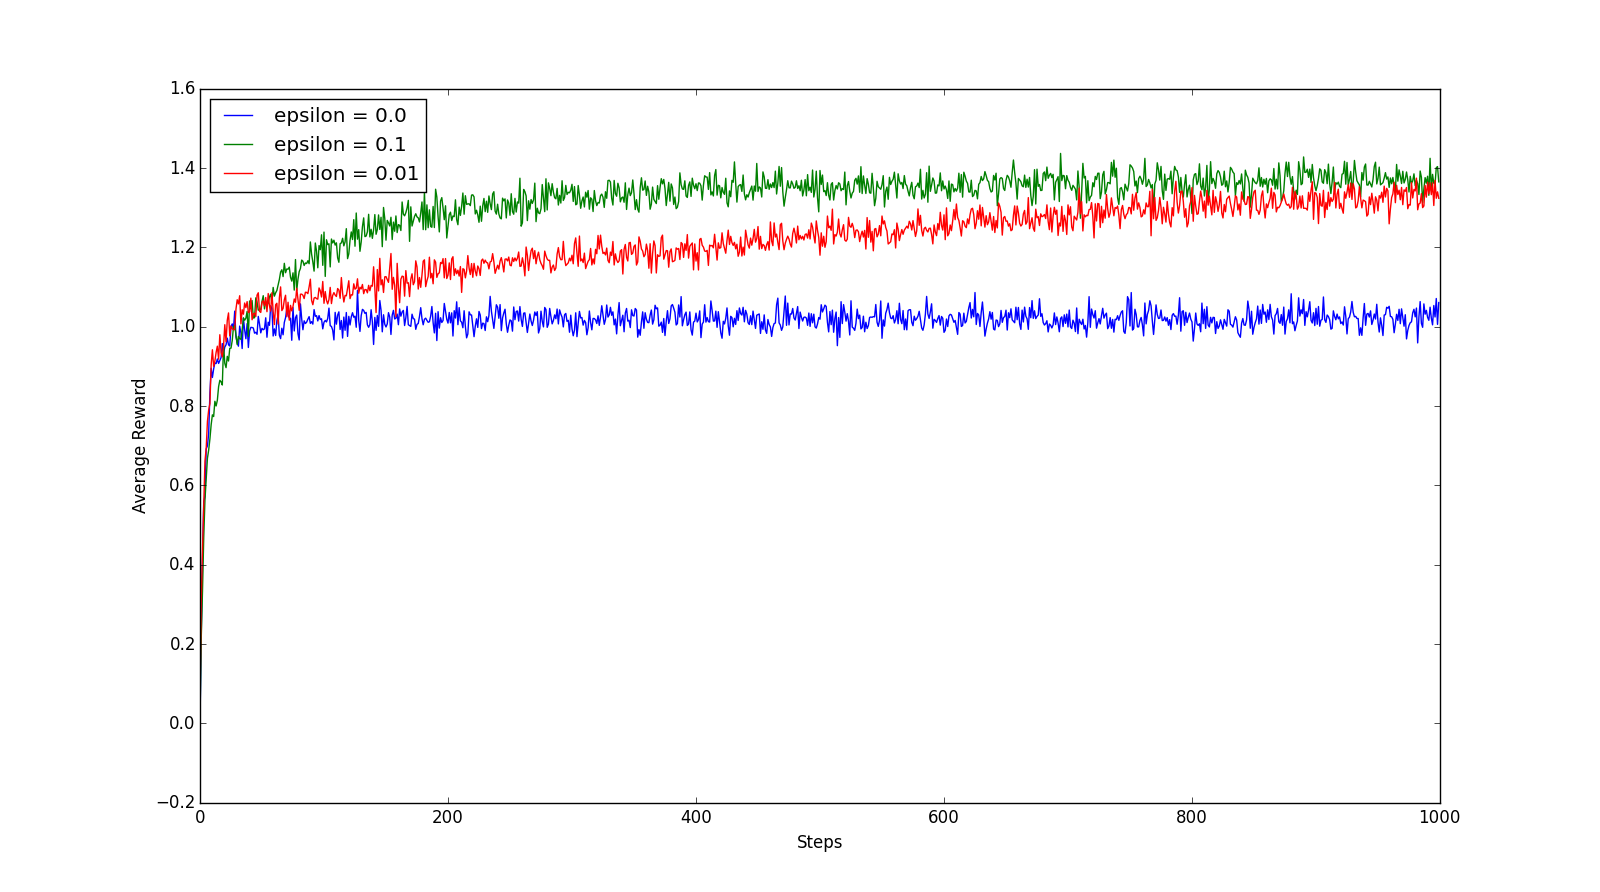 1.6
1.4
1.2
1.0
0.8
0.6
0.4
0.2
0.0
−0.2
epsilon = 0.0
epsilon = 0.1
epsilon = 0.01
Average Reward
0 200 400 600 800 1000
Steps